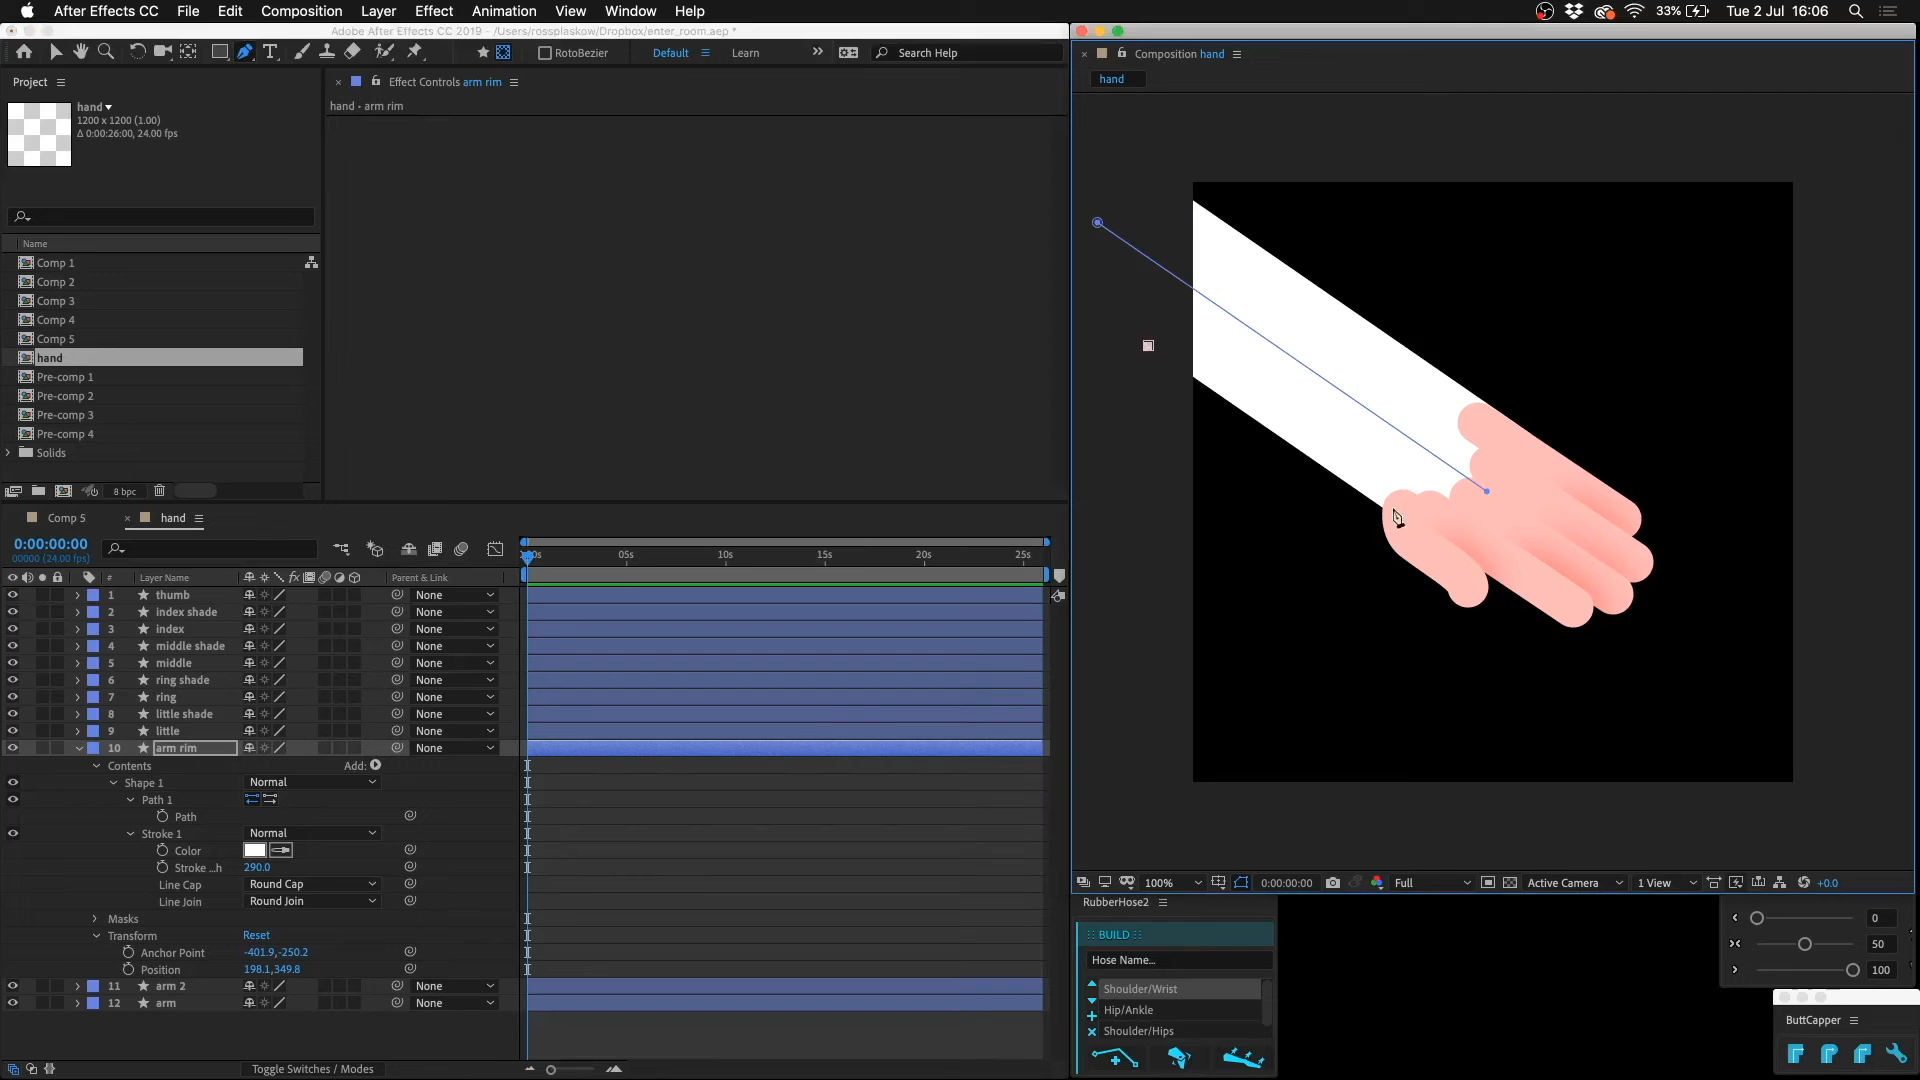 After Effects CC File Edit Composition Layer Effect Animation View Window Help 33% Tue 2 Jul 16:06
Adobe After Effects CC 2019 - /Users/rossplaskow/Dropbox/enter_room.aep *
RotoBezier Default Learn Search Help
Project
Effect Controls arm rim
hand • arm rim
hand
1200 x 1200 (1.00)
Δ 0:00:26:00, 24.00 fps
Name
Comp 1
Comp 2
Comp 3
Comp 4
Comp 5
hand
Pre-comp 1
Pre-comp 2
Pre-comp 3
Pre-comp 4
Solids
8 bpc
Composition hand
hand
100% 0:00:00:00 Full Active Camera 1 View +0.0
Comp 5 hand
0:00:00:00
00000 (24.00 fps)
05s 10s 15s 20s 25s
# Layer Name Parent & Link
1 thumb None
2 index shade None
3 index None
4 middle shade None
5 middle None
6 ring shade None
7 ring None
8 little shade None
9 little None
10 arm rim None
Contents Add:
Shape 1 Normal
Path 1
Path
Stroke 1 Normal
Color
Stroke ...h 290.0
Line Cap Round Cap
Line Join Round Join
Masks
Transform Reset
Anchor Point -401.9,-250.2
Position 198.1,349.8
11 arm 2 None
12 arm None
Toggle Switches / Modes
RubberHose2
:: BUILD ::
Hose Name...
Shoulder/Wrist
Hip/Ankle
Shoulder/Hips
0
50
100
ButtCapper